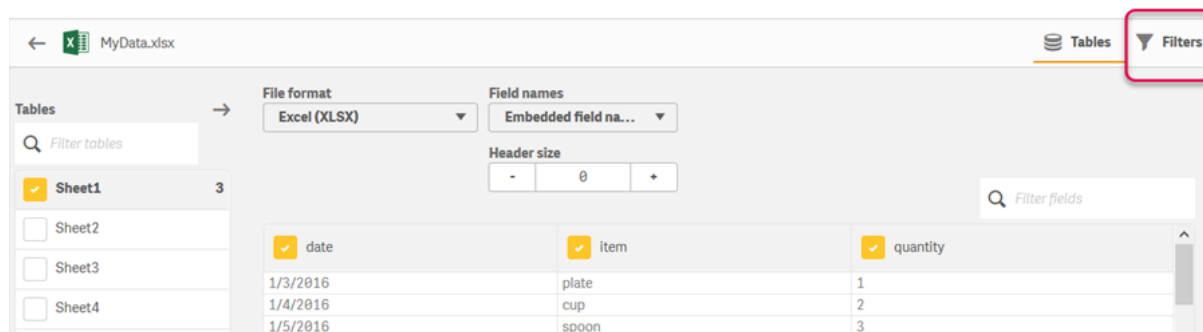 MyData.xlsx
Tables
Filters
Tables
Filter tables
Sheet1 3
Sheet2
Sheet3
Sheet4
File format
Excel (XLSX)
Field names
Embedded field na...
Header size
- 0 +
Filter fields
date item quantity
1/3/2016 plate 1
1/4/2016 cup 2
1/5/2016 spoon 3